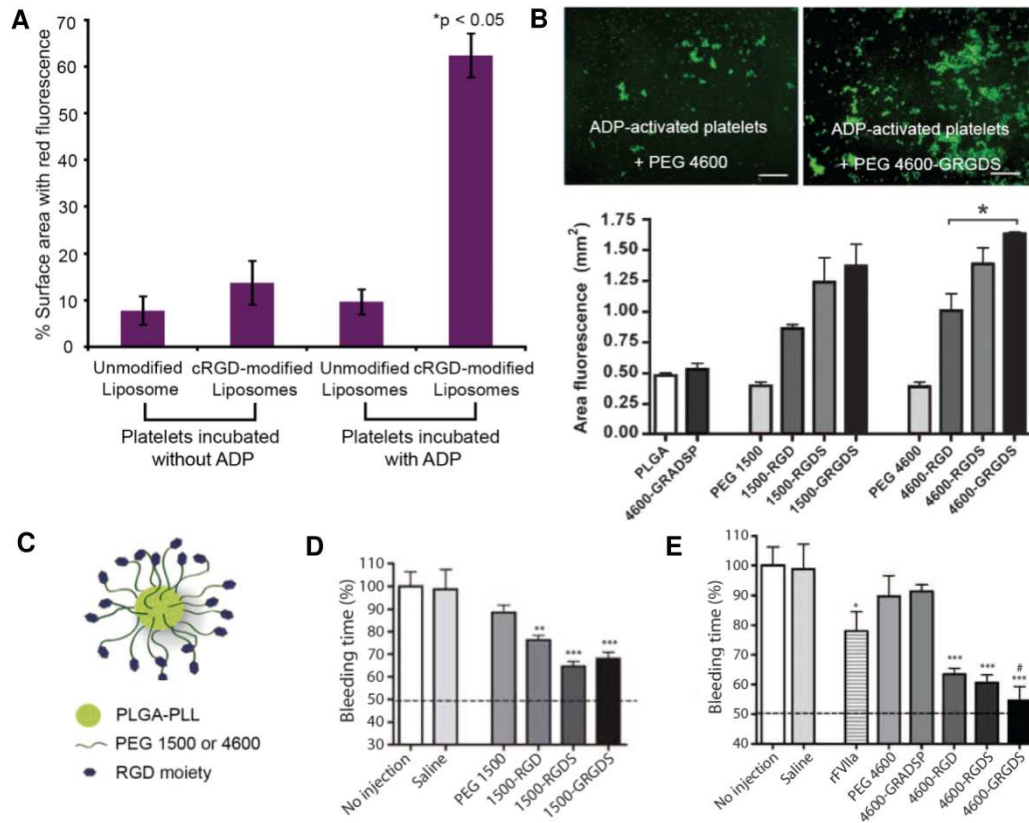 A
% Surface area with red fluorescence
70
60
50
40
30
20
10
0
*p < 0.05
Unmodified
Liposome
cRGD-modified
Liposomes
Unmodified
Liposomes
cRGD-modified
Liposomes
Platelets incubated
without ADP
Platelets incubated
with ADP
B
ADP-activated platelets
+ PEG 4600
ADP-activated platelets
+ PEG 4600-GRGDS
Area fluorescence (mm²)
1.75
1.50
1.25
1.00
0.75
0.50
0.25
0.00
*
PLGA
4600-GRADSP
PEG 1500
1500-RGD
1500-RGDS
1500-GRGDS
PEG 4600
4600-RGD
4600-RGDS
4600-GRGDS
C
PLGA-PLL
PEG 1500 or 4600
RGD moiety
D
Bleeding time (%)
110
100
90
80
70
60
50
40
30
**
***
***
No injection
Saline
PEG 1500
1500-RGD
1500-RGDS
1500-GRGDS
E
Bleeding time (%)
110
100
90
80
70
60
50
40
*
***
***
#
***
No injection
Saline
rFVIIa
PEG 4600
4600-GRADSP
4600-RGD
4600-RGDS
4600-GRGDS